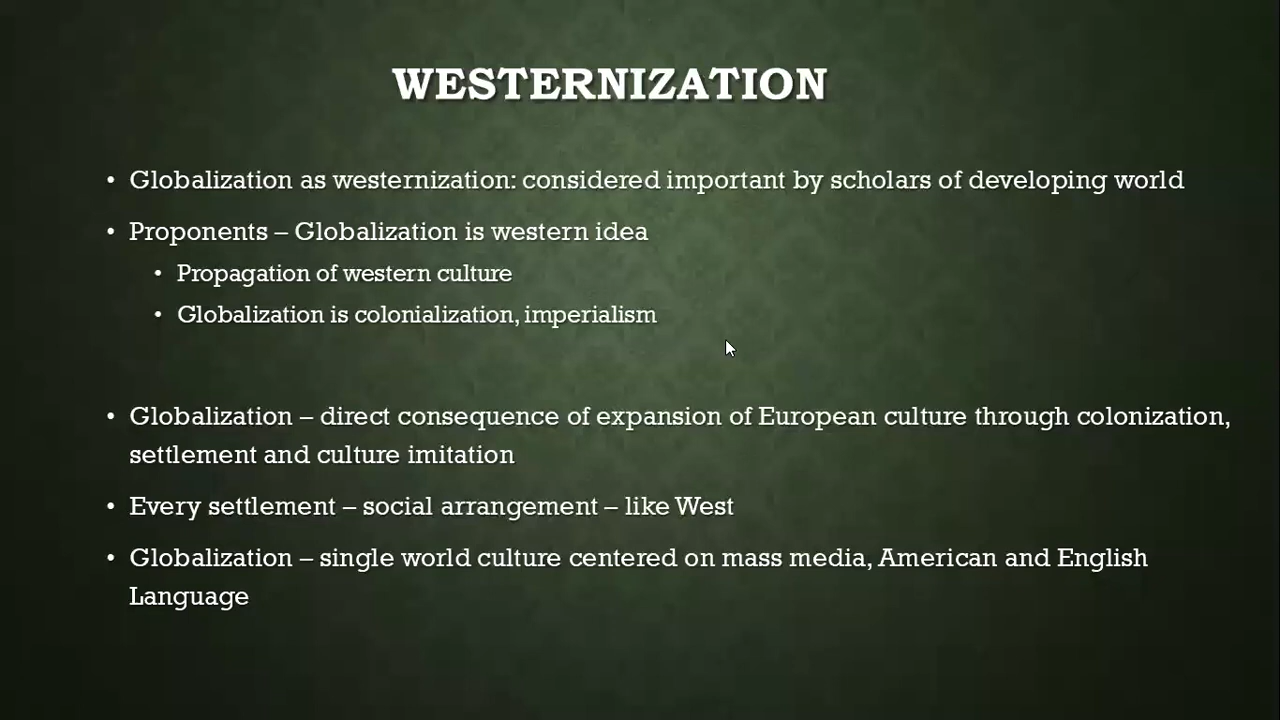 WESTERNIZATION
• Globalization as westernization: considered important by scholars of developing world
• Proponents – Globalization is western idea
• Propagation of western culture
• Globalization is colonialization, imperialism
• Globalization – direct consequence of expansion of European culture through colonization,
settlement and culture imitation
• Every settlement – social arrangement – like West
• Globalization – single world culture centered on mass media, American and English
Language